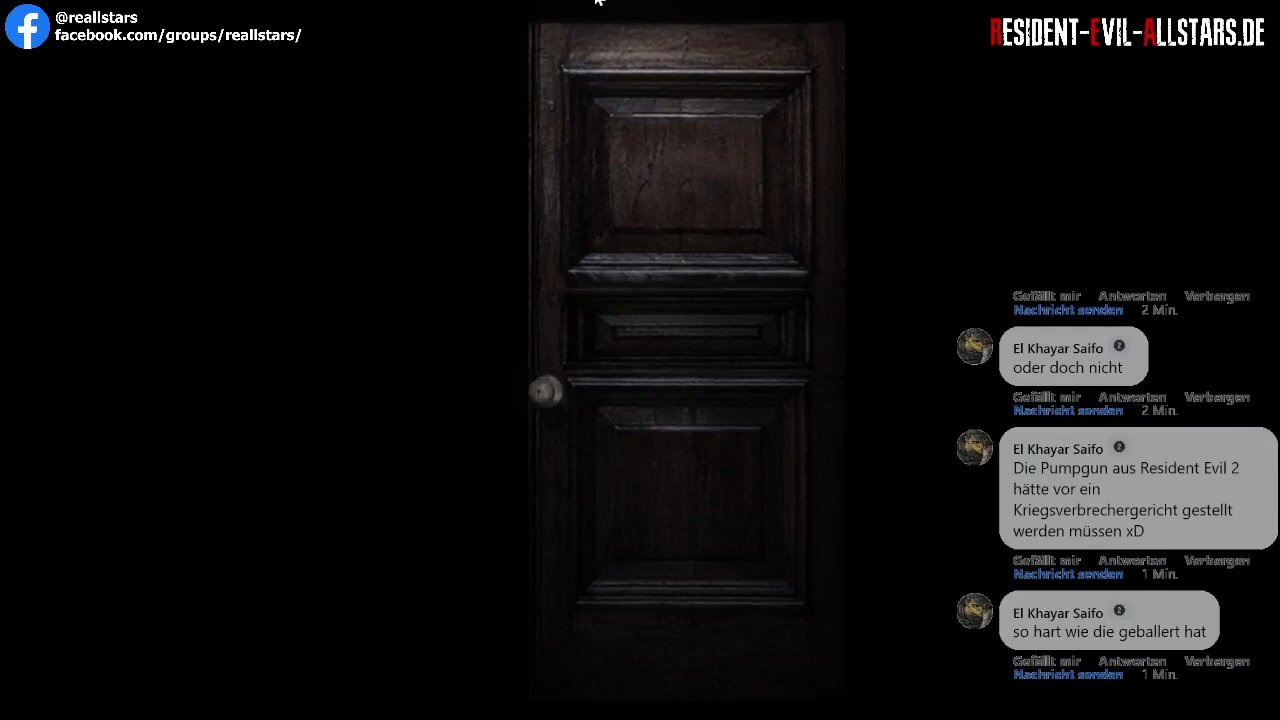 @reallstars
facebook.com/groups/reallstars/
RESIDENT-EVIL-ALLSTARS.DE
Gefällt mir Antworten Verbergen
Nachricht senden 2 Min.
El Khayar Saifo
oder doch nicht
Gefällt mir Antworten Verbergen
Nachricht senden 2 Min.
El Khayar Saifo
Die Pumpgun aus Resident Evil 2
hätte vor ein
Kriegsverbrechergericht gestellt
werden müssen xD
Gefällt mir Antworten Verbergen
Nachricht senden 1 Min.
El Khayar Saifo
so hart wie die geballert hat
Gefällt mir Antworten Verbergen
Nachricht senden 1 Min.